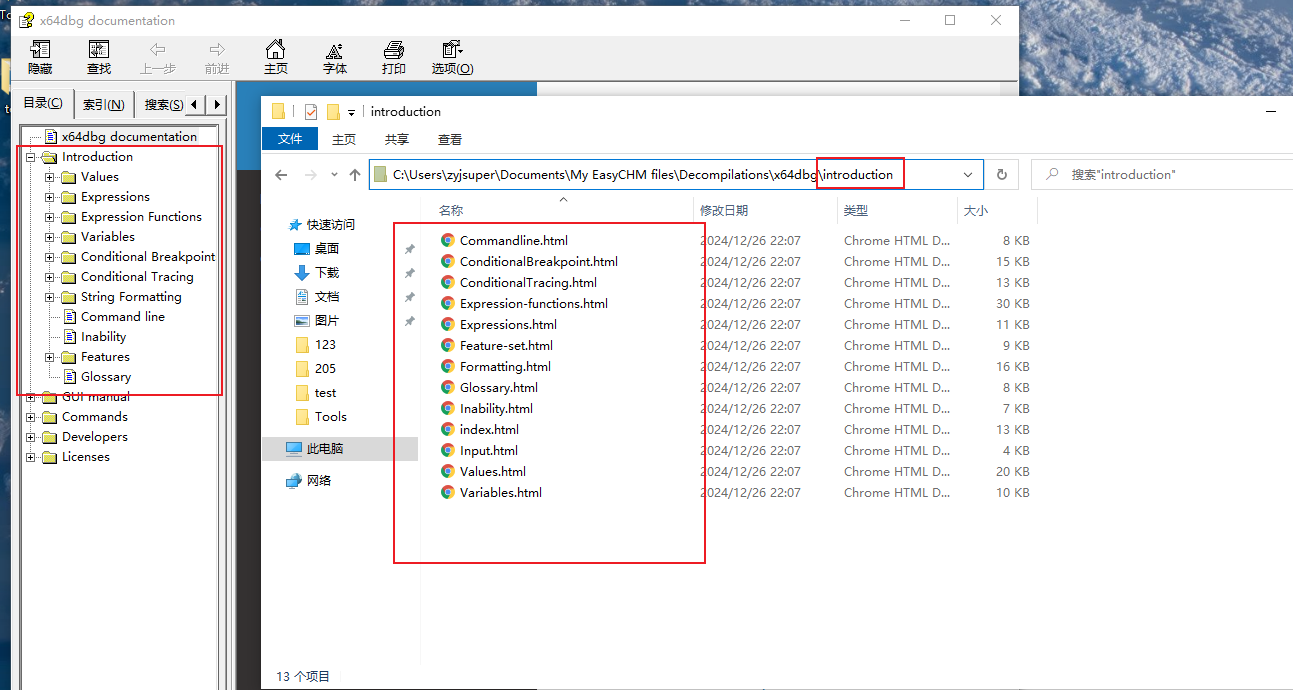 To
x64dbg documentation
隐藏
查找
上一步
前进
主页
字体
打印
选项(O)
目录(C)
索引(N)
搜索(S)
x64dbg documentation
Introduction
Values
Expressions
Expression Functions
Variables
Conditional Breakpoint
Conditional Tracing
String Formatting
Command line
Inability
Features
Glossary
GUI manual
Commands
Developers
Licenses
introduction
文件
主页
共享
查看
C:\Users\zyjsuper\Documents\My EasyCHM files\Decompilations\x64dbg\introduction
搜索"introduction"
快速访问
桌面
下载
文档
图片
123
205
test
Tools
此电脑
网络
名称 修改日期 类型 大小
Commandline.html 2024/12/26 22:07 Chrome HTML D... 8 KB
ConditionalBreakpoint.html 2024/12/26 22:07 Chrome HTML D... 15 KB
ConditionalTracing.html 2024/12/26 22:07 Chrome HTML D... 13 KB
Expression-functions.html 2024/12/26 22:07 Chrome HTML D... 30 KB
Expressions.html 2024/12/26 22:07 Chrome HTML D... 11 KB
Feature-set.html 2024/12/26 22:07 Chrome HTML D... 9 KB
Formatting.html 2024/12/26 22:07 Chrome HTML D... 16 KB
Glossary.html 2024/12/26 22:07 Chrome HTML D... 8 KB
Inability.html 2024/12/26 22:07 Chrome HTML D... 7 KB
index.html 2024/12/26 22:07 Chrome HTML D... 13 KB
Input.html 2024/12/26 22:07 Chrome HTML D... 4 KB
Values.html 2024/12/26 22:07 Chrome HTML D... 20 KB
Variables.html 2024/12/26 22:07 Chrome HTML D... 10 KB
13 个项目